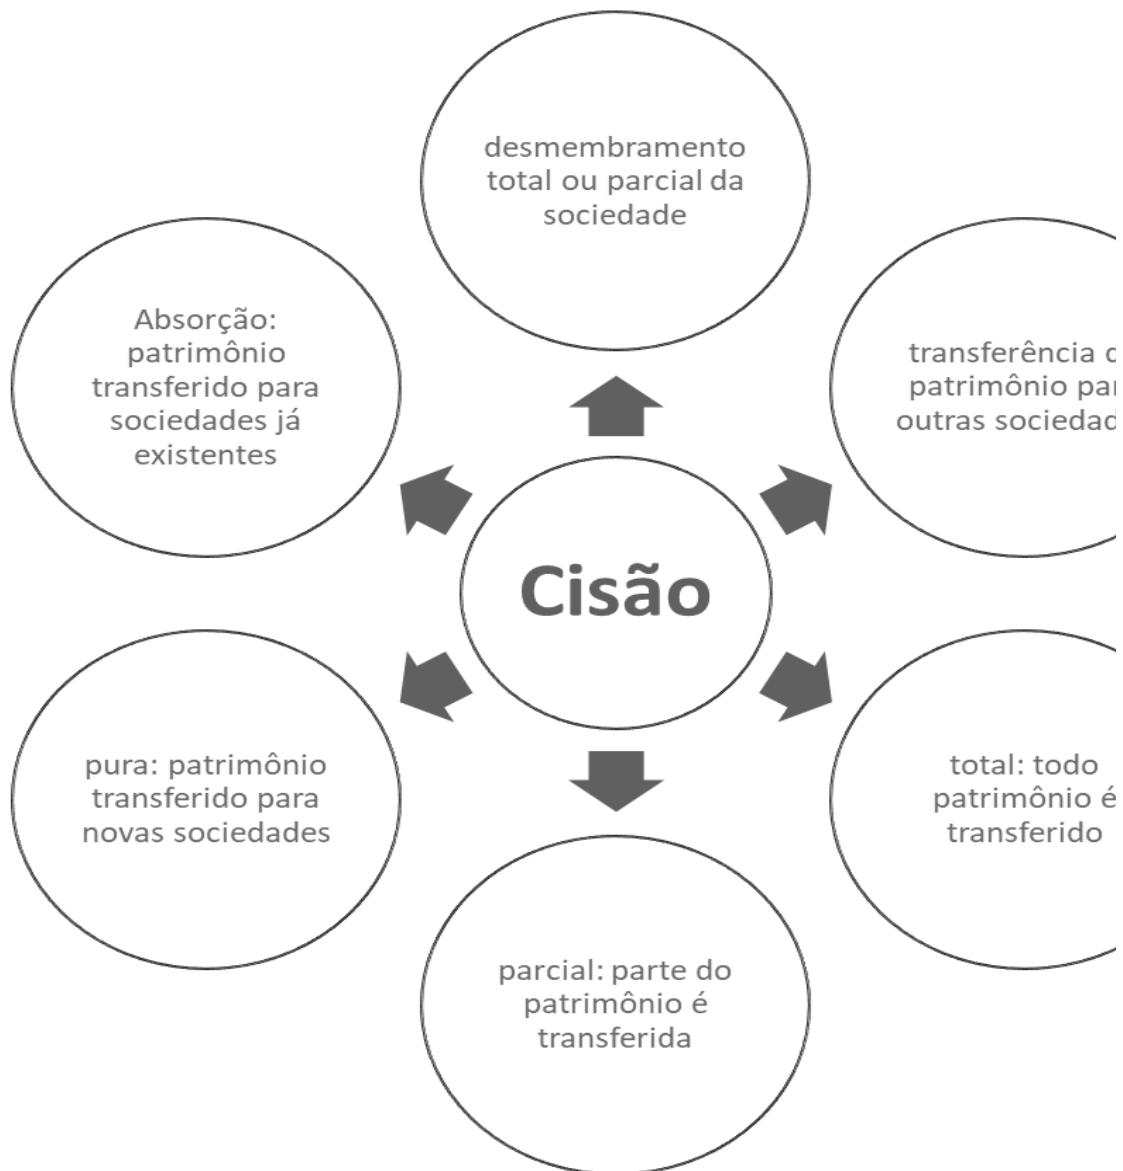 desmembramento
total ou parcial da
sociedade
Absorção:
patrimônio
transferido para
sociedades já
existentes
transferência
patrimônio
outras
Cisão
pura: patrimônio
transferido para
novas sociedades
total: todo
patrimônio é
transferido
parcial: parte do
patrimônio é
transferida